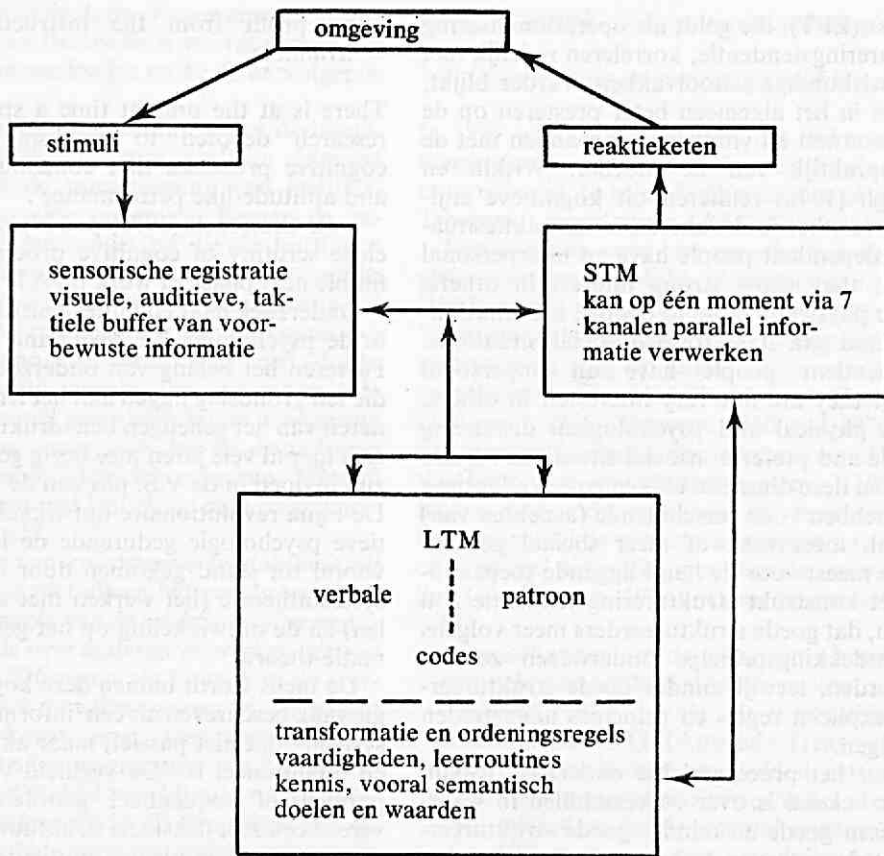 omgeving
stimuli
reaktieketen
sensorische registratie
visuele, auditieve, tak-
tiele buffer van voor-
bewuste informatie
STM
kan op één moment via 7
kanalen parallel infor-
matie verwerken
LTM
verbale patroon
codes
transformatie en ordeningsregels
vaardigheden, leerroutines
kennis, vooral semantisch
doelen en waarden